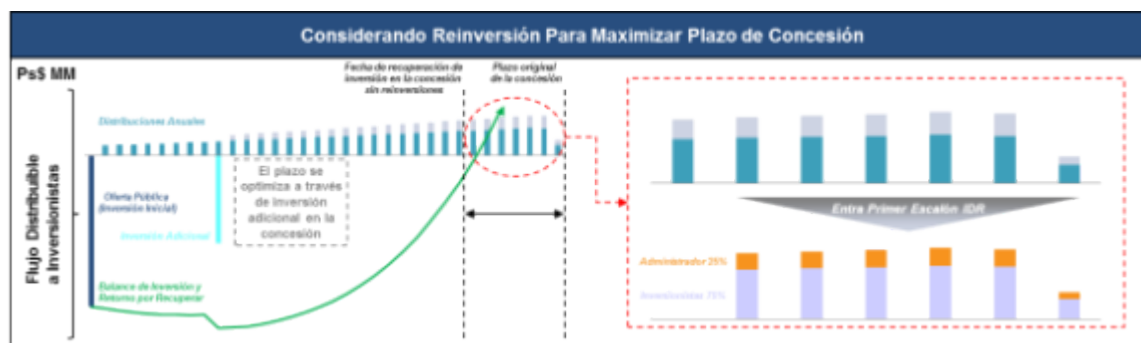 Considerando Reinversión Para Maximizar Plazo de Concesión
Ps$ MM
Fecha de recuperación de
inversión en la concesión
sin reinversiones
Plazo original
de la concesión
Distribuciones Anuales
Flujo Distribuible
a Inversionistas
El plazo se
optimiza a través
de Inversión
adicional en la
concesión
Oferta Pública
(Inversión Inicial)
Inversión Adicional
Balance de Inversión y
Retorno por Recuperar
Entra Primer Escalón IDR
Administrador 25%
Inversionistas 75%